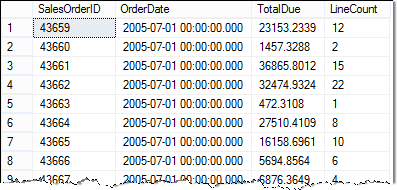 SalesOrderID OrderDate TotalDue LineCount
1 43659 2005-07-01 00:00:00.000 23153.2339 12
2 43660 2005-07-01 00:00:00.000 1457.3288 2
3 43661 2005-07-01 00:00:00.000 36865.8012 15
4 43662 2005-07-01 00:00:00.000 32474.9324 22
5 43663 2005-07-01 00:00:00.000 472.3108 1
6 43664 2005-07-01 00:00:00.000 27510.4109 8
7 43665 2005-07-01 00:00:00.000 16158.6961 10
8 43666 2005-07-01 00:00:00.000 5694.8564 6
9 43667 2005-07-01 00:00:00.000 6876.3649 4